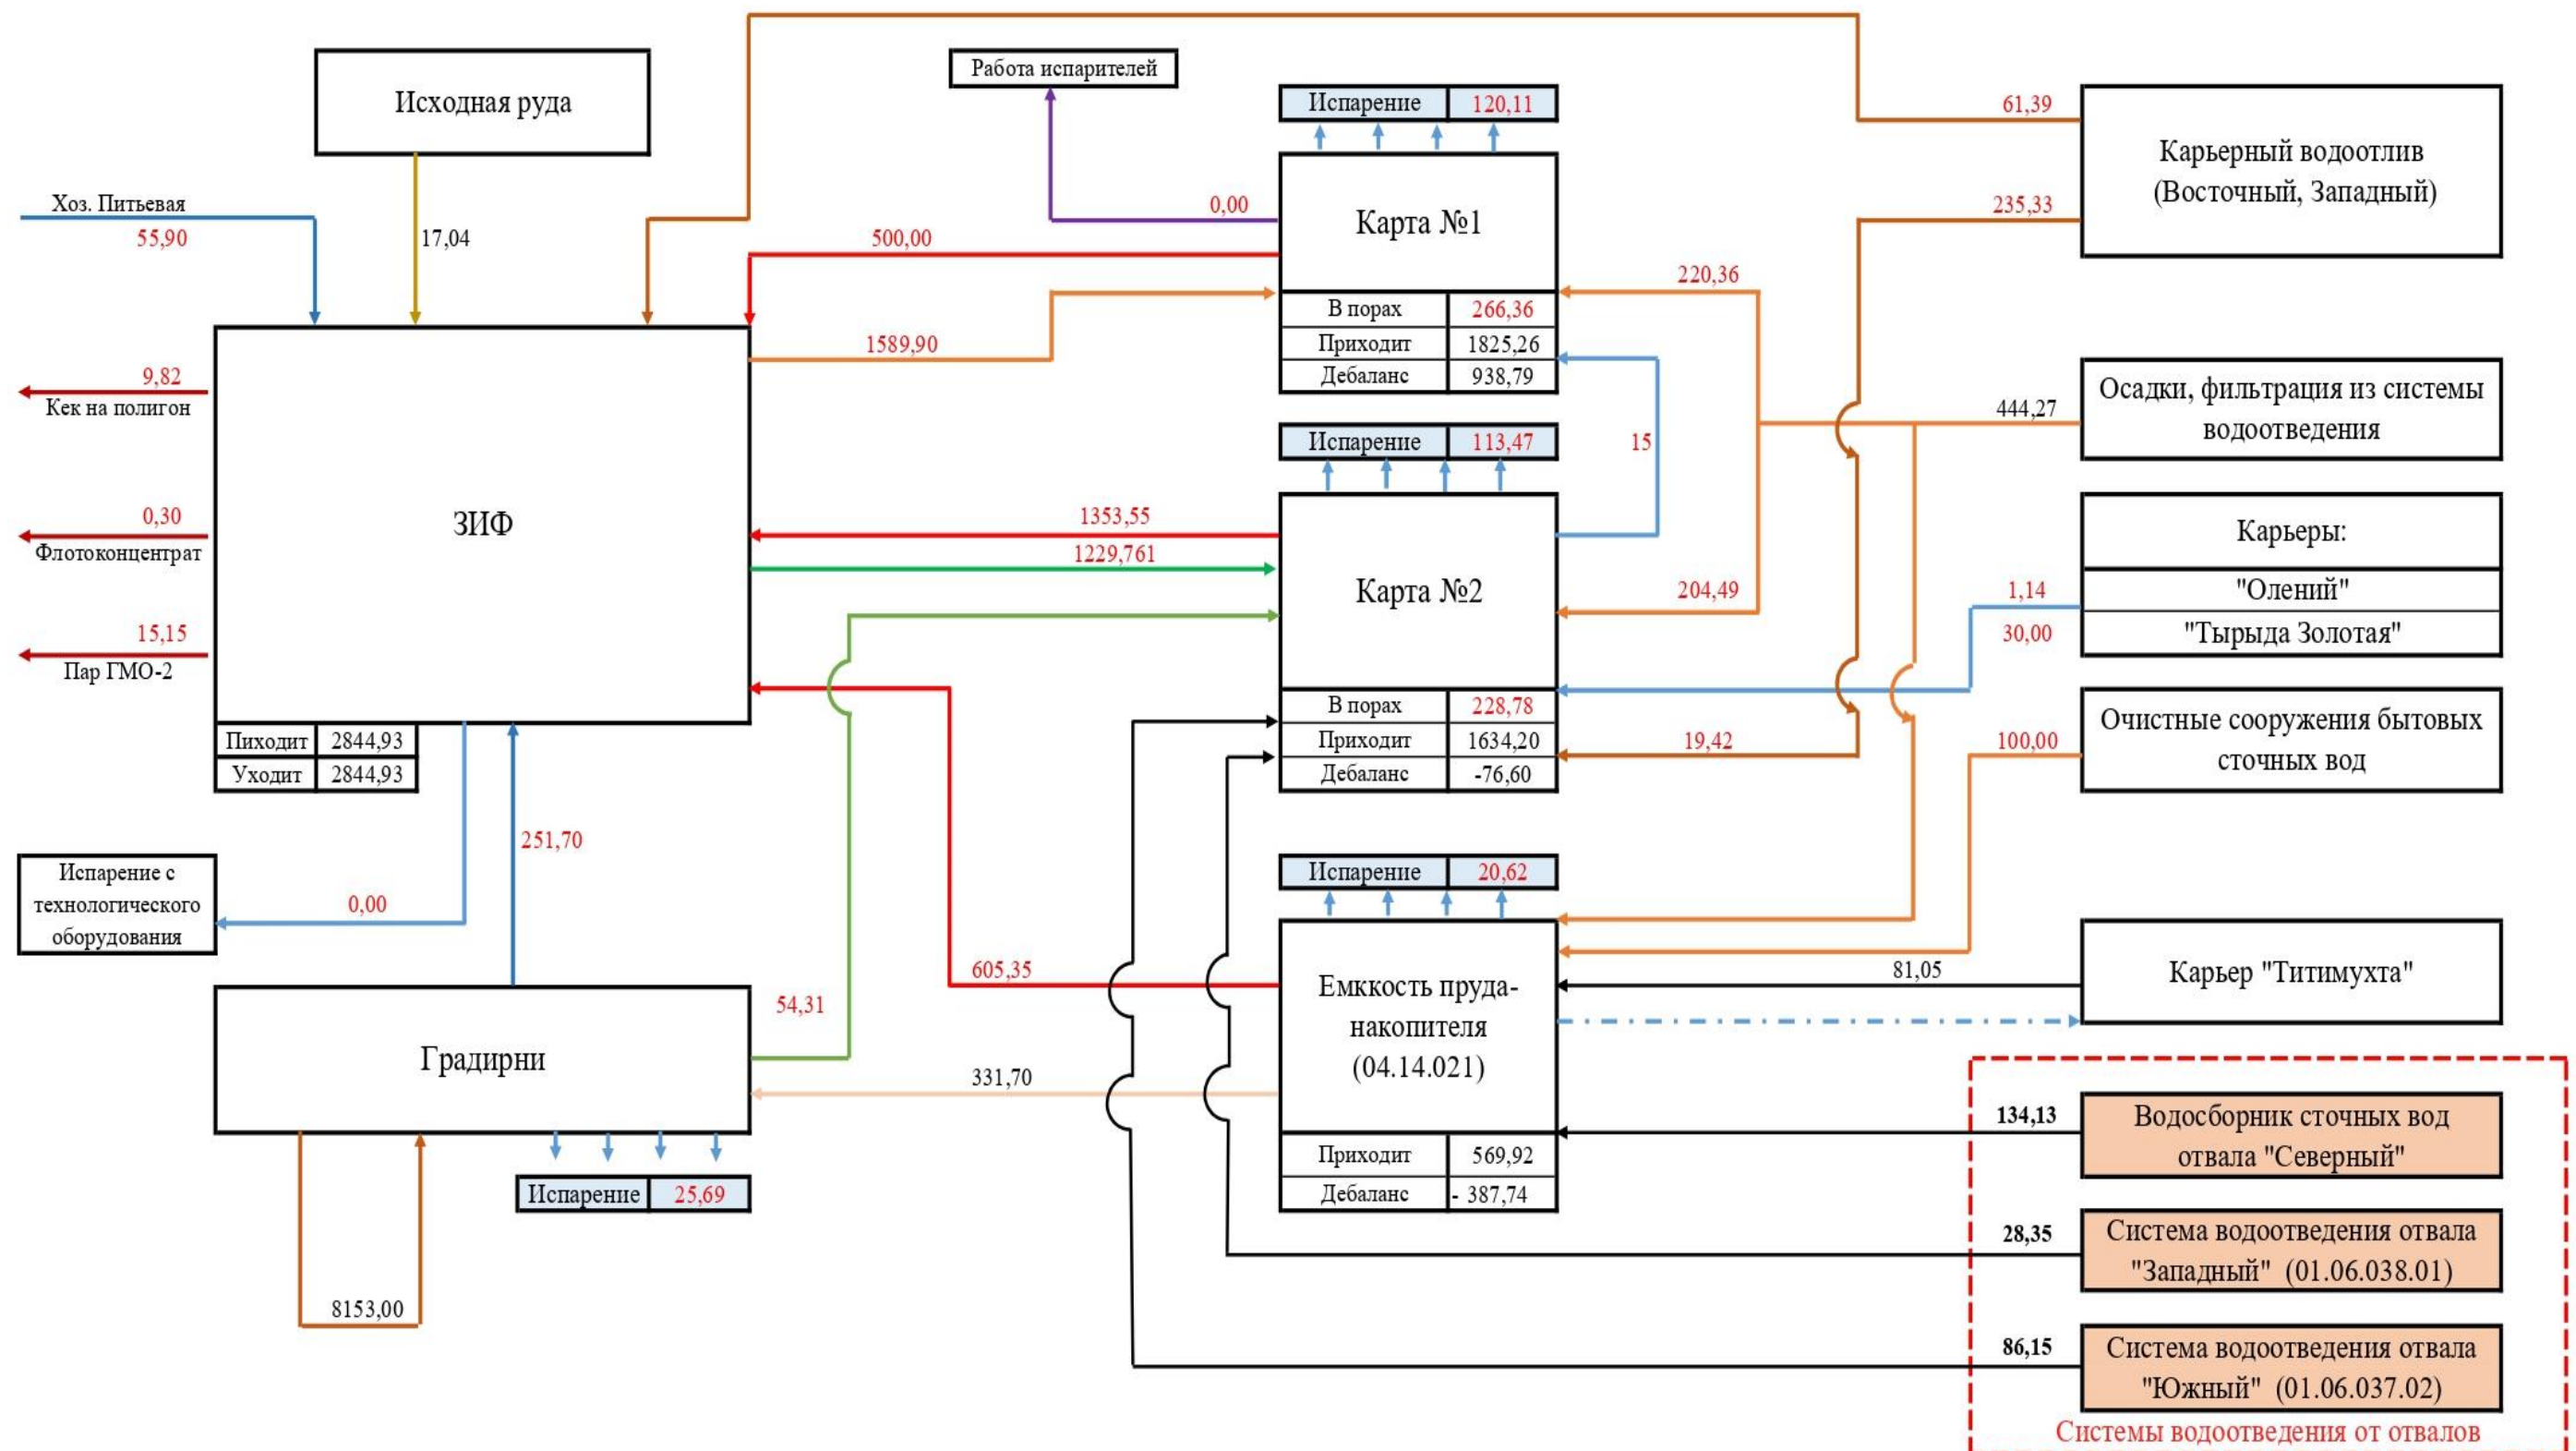 Исходная руда
Хоз. Питьевая
55,90
17,04
9,82
Кек на полигон
0,30
Флотоконцентрат
15,15
Пар ГМО-2
ЗИФ
Пиходит 2844,93
Уходит 2844,93
251,70
Испарение с
технологического
оборудования
0,00
Градирни
54,31
Испарение 25,69
8153,00
Работа испарителей
0,00
500,00
1589,90
1353,55
1229,761
605,35
331,70
Испарение 120,11
Карта №1
В порах 266,36
Приходит 1825,26
Дебаланс 938,79
Испарение 113,47
Карта №2
В порах 228,78
Приходит 1634,20
Дебаланс -76,60
Испарение 20,62
Емккость пруда-
накопителя
(04.14.021)
Приходит 569,92
Дебаланс - 387,74
220,36
15
204,49
19,42
61,39
235,33
Карьерный водоотлив
(Восточный, Западный)
444,27
Осадки, фильтрация из системы
водоотведения
Карьеры:
1,14
"Олений"
30,00
"Тырыда Золотая"
100,00
Очистные сооружения бытовых
сточных вод
81,05
Карьер "Титимухта"
134,13
Водосборник сточных вод
отвала "Северный"
28,35
Система водоотведения отвала
"Западный" (01.06.038.01)
86,15
Система водоотведения отвала
"Южный" (01.06.037.02)
Системы водоотведения от отвалов